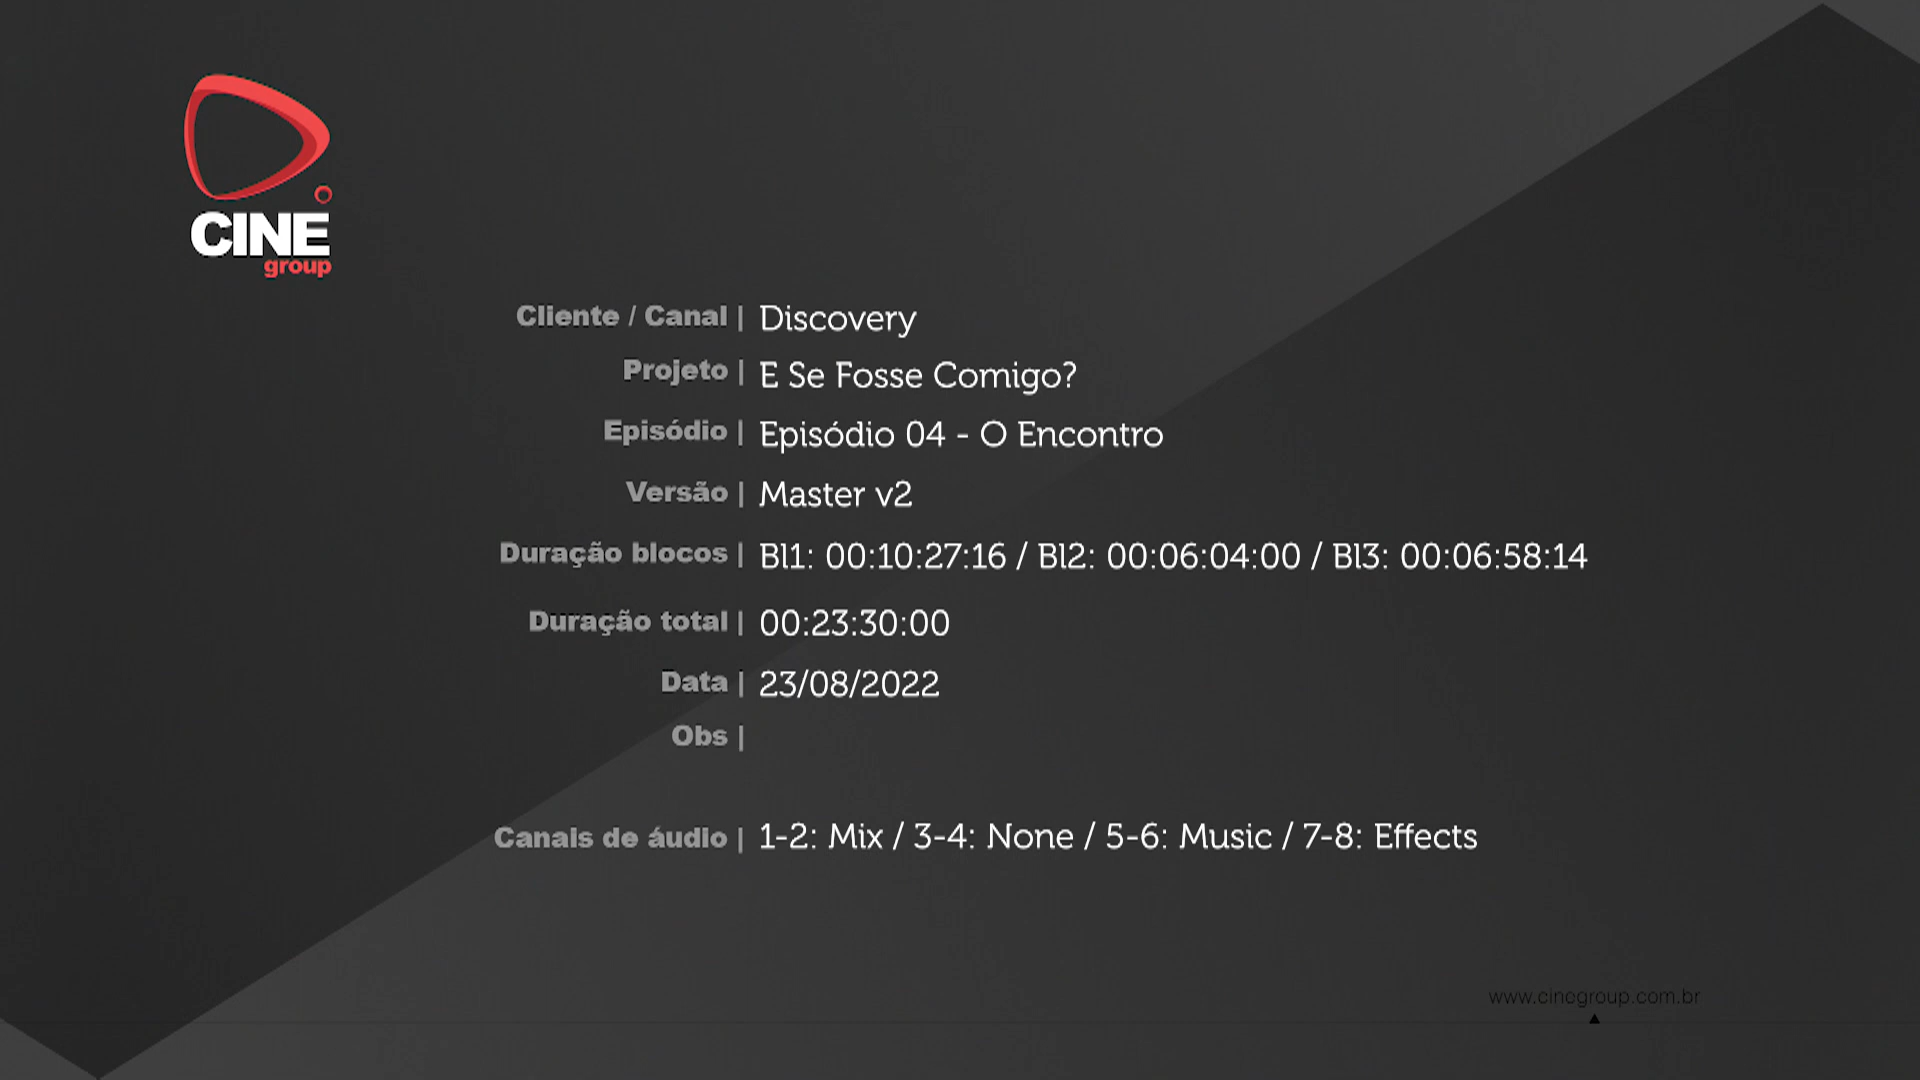 CINE
group
Cliente / Canal | Discovery
Projeto | E Se Fosse Comigo?
Episódio | Episódio 04 - O Encontro
Versão | Master v2
Duração blocos | Bl1: 00:10:27:16 / Bl2: 00:06:04:00 / Bl3: 00:06:58:14
Duração total | 00:23:30:00
Data | 23/08/2022
Obs |
Canais de áudio | 1-2: Mix / 3-4: None / 5-6: Music / 7-8: Effects
www.cinegroup.com.br